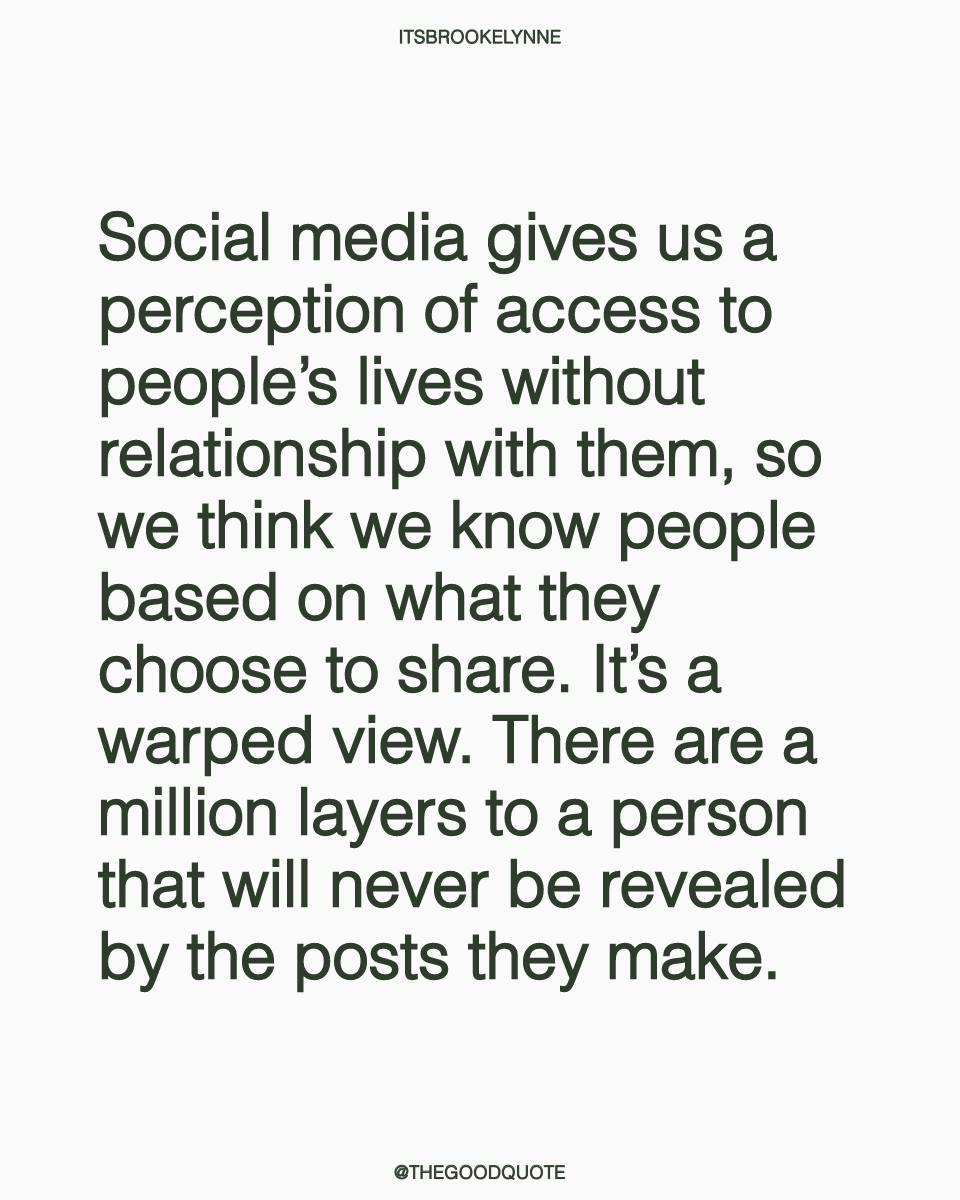 ITSBROOKELYNNE
Social media gives us a
perception of access to
people’s lives without
relationship with them, so
we think we know people
based on what they
choose to share. It’s a
warped view. There are a
million layers to a person
that will never be revealed
by the posts they make.
@THEGOODQUOTE